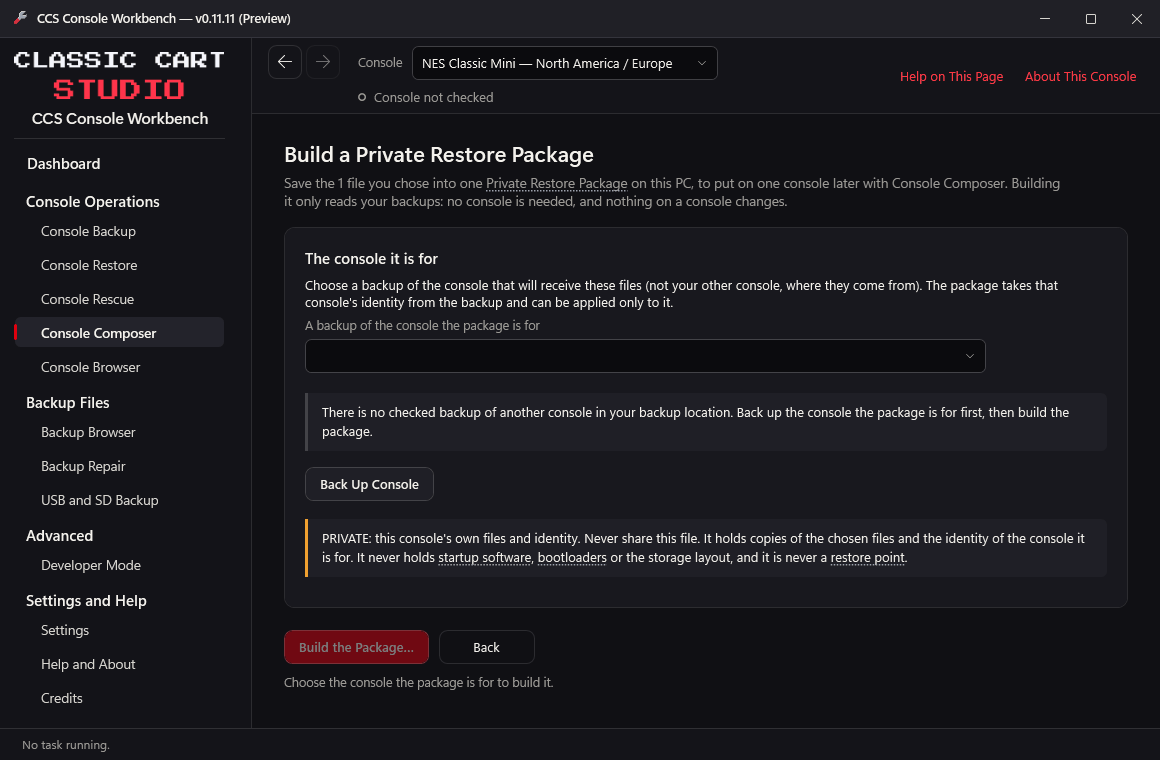 CCS Console Workbench — v0.11.11 (Preview)
CLASSIC CART
STUDIO
CCS Console Workbench
Dashboard
Console Operations
Console Backup
Console Restore
Console Rescue
Console Composer
Console Browser
Backup Files
Backup Browser
Backup Repair
USB and SD Backup
Advanced
Developer Mode
Settings and Help
Settings
Help and About
Credits
Console
NES Classic Mini — North America / Europe
Console not checked
Help on This Page
About This Console
Build a Private Restore Package
Save the 1 file you chose into one Private Restore Package on this PC, to put on one console later with Console Composer. Building
it only reads your backups: no console is needed, and nothing on a console changes.
The console it is for
Choose a backup of the console that will receive these files (not your other console, where they come from). The package takes that
console's identity from the backup and can be applied only to it.
A backup of the console the package is for
There is no checked backup of another console in your backup location. Back up the console the package is for first, then build the
package.
Back Up Console
PRIVATE: this console's own files and identity. Never share this file. It holds copies of the chosen files and the identity of the console it
is for. It never holds startup software, bootloaders or the storage layout, and it is never a restore point.
Build the Package...
Back
Choose the console the package is for to build it.
No task running.